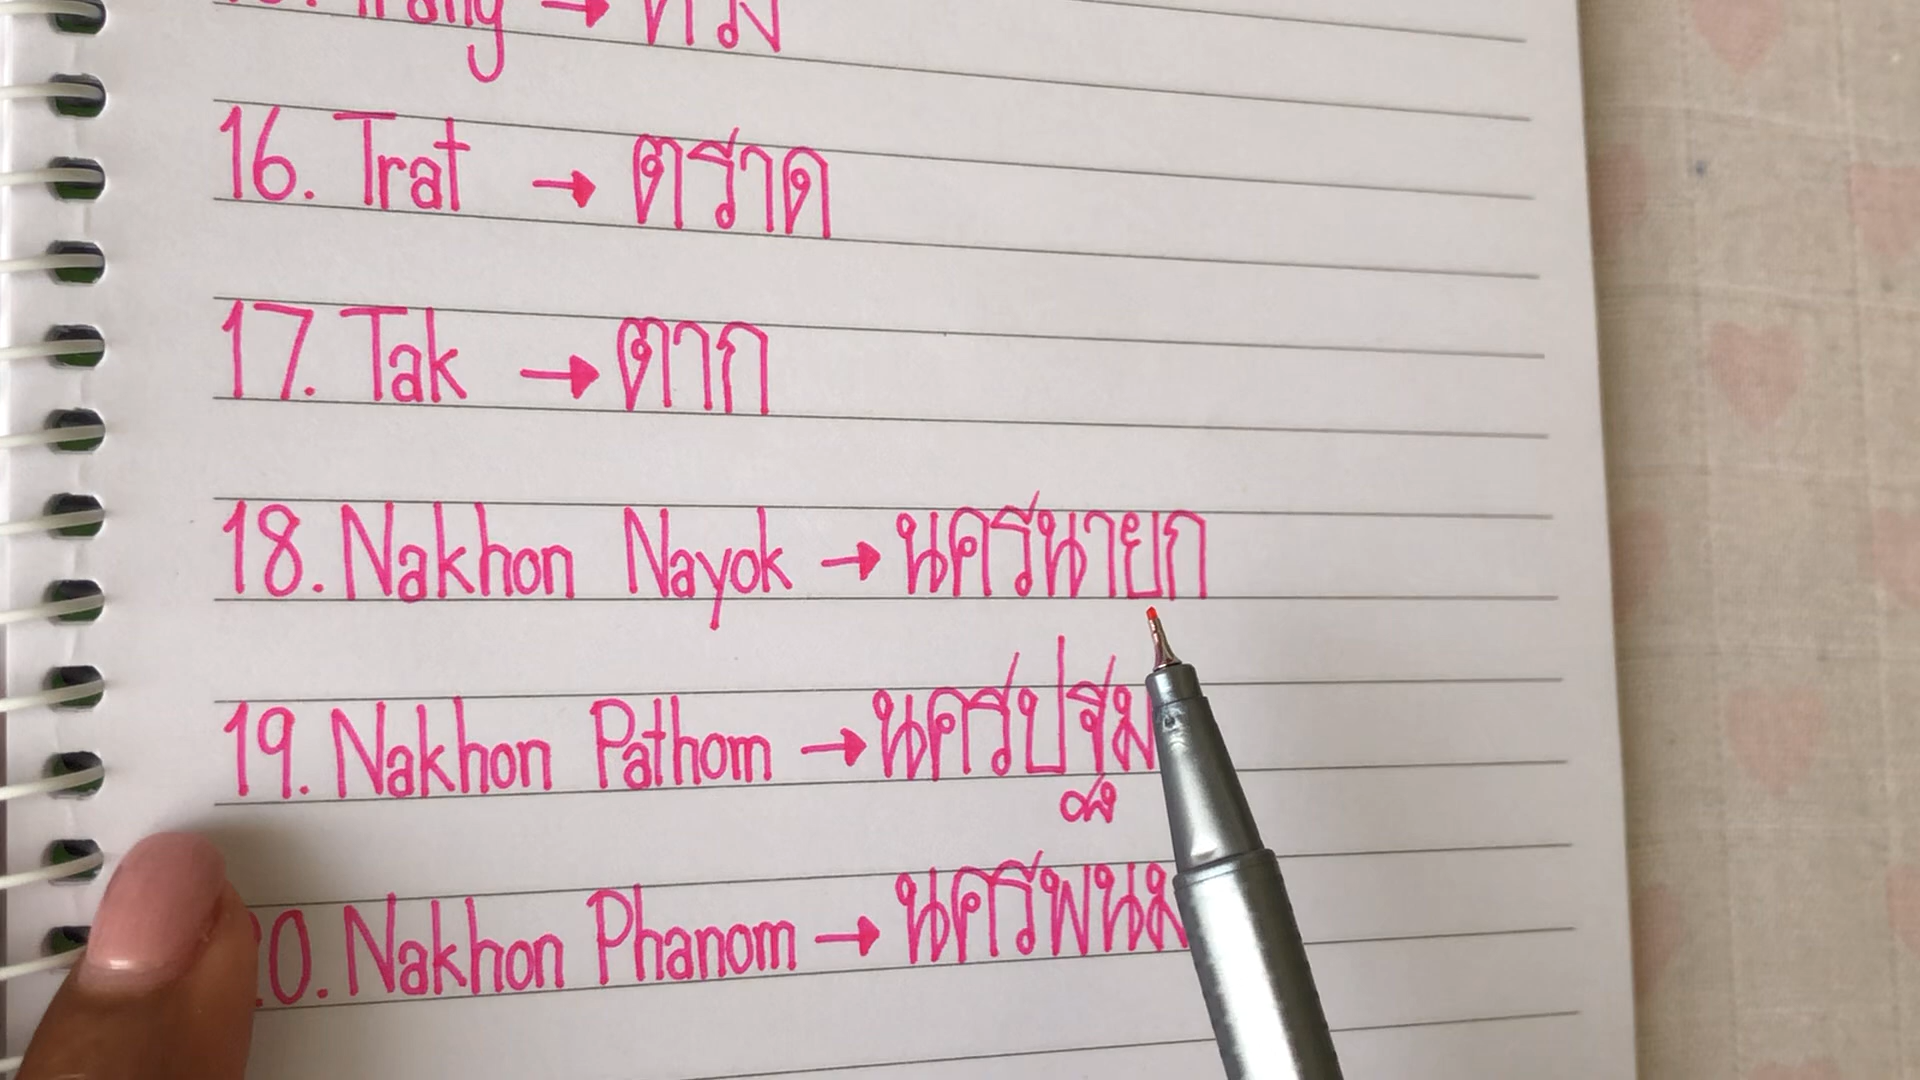 16. Trat → ตราด
17. Tak → ตาก
18. Nakhon Nayok → นครนายก
19. Nakhon Pathom → นครปฐม
20. Nakhon Phanom → นครพนม